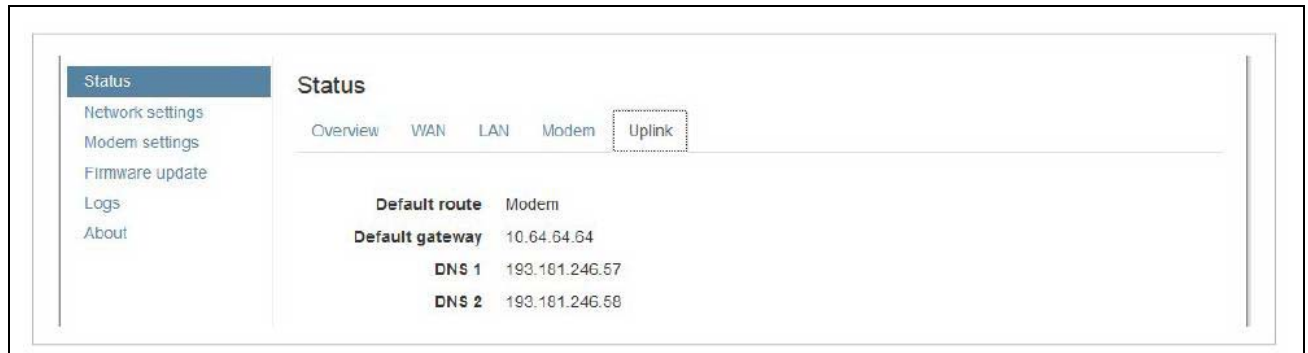 Status
Network settings
Modem settings
Firmware update
Logs
About
Status
Overview WAN LAN Modem Uplink
Default route Modem
Default gateway 10.64.64.64
DNS 1 193.181.246.57
DNS 2 193.181.246.58